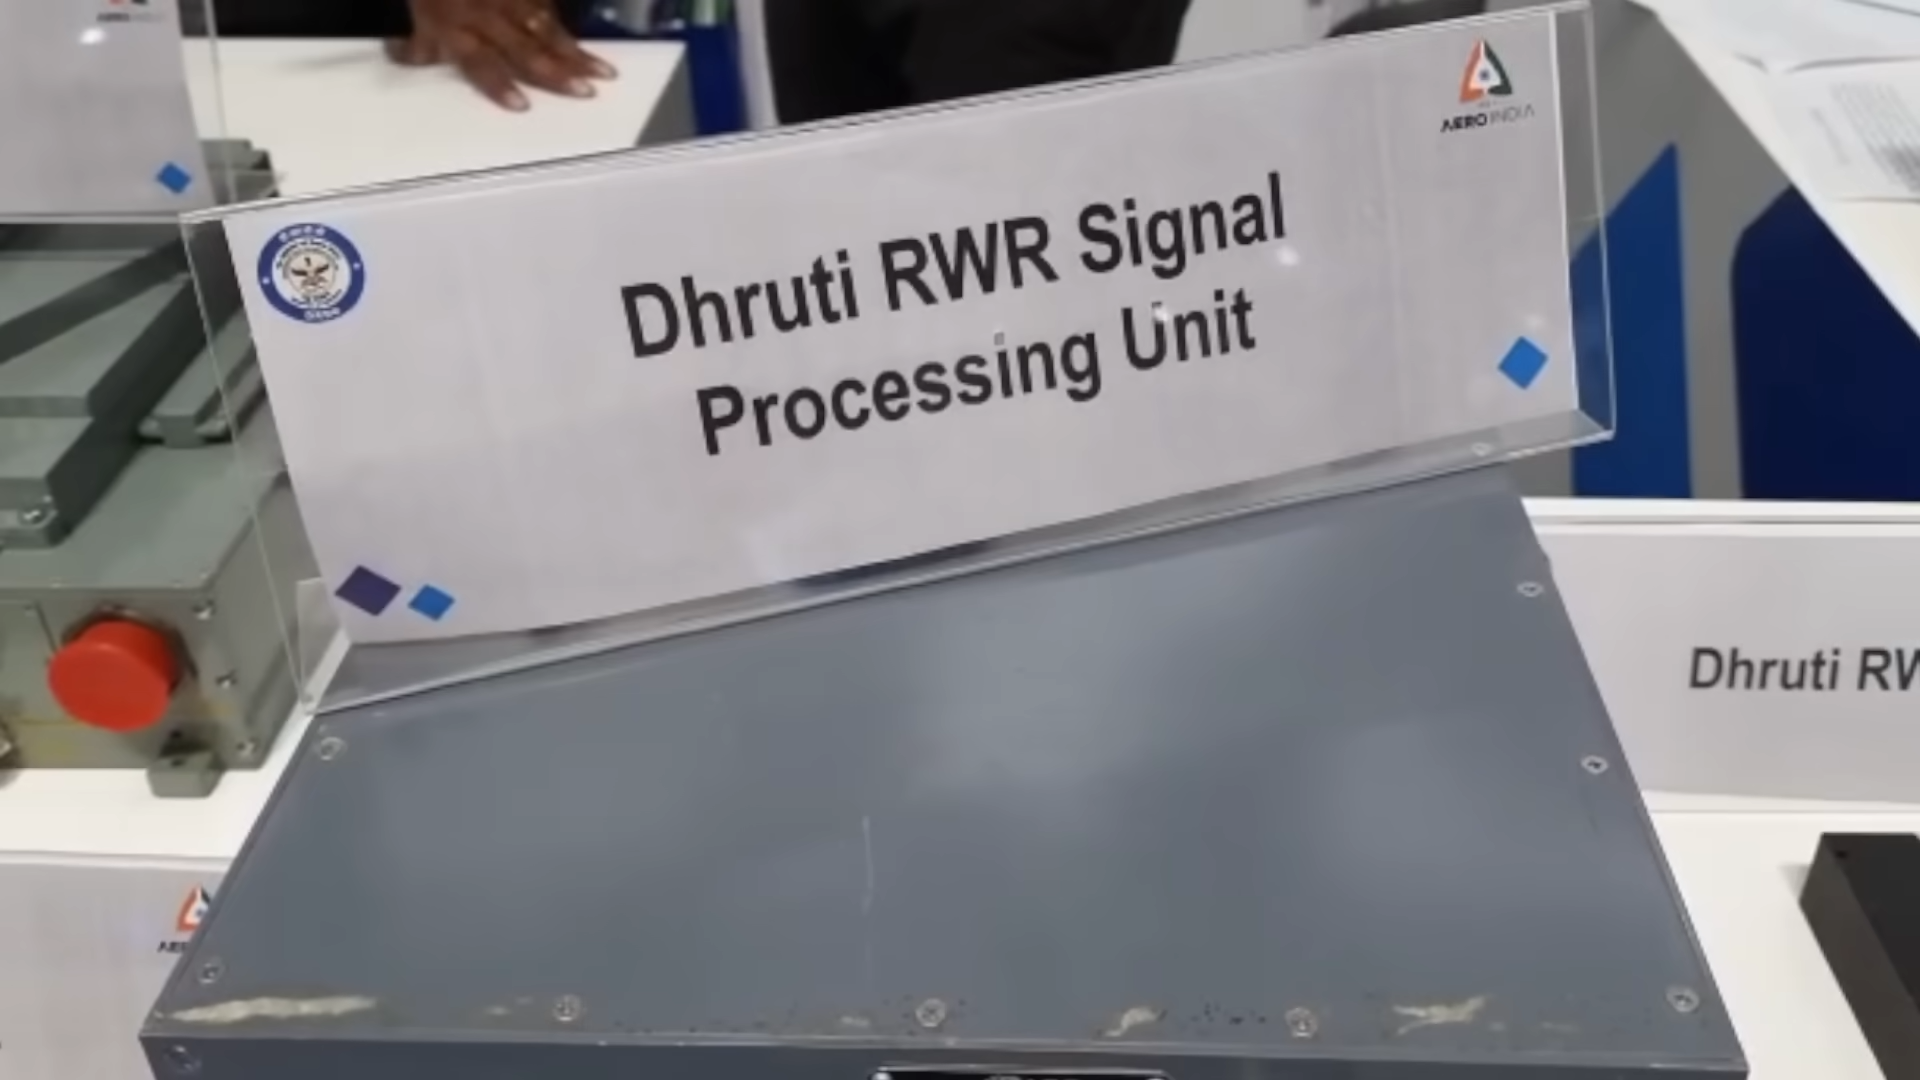 AERO INDIA
Dhruti RWR Signal
Processing Unit
Dhruti RW